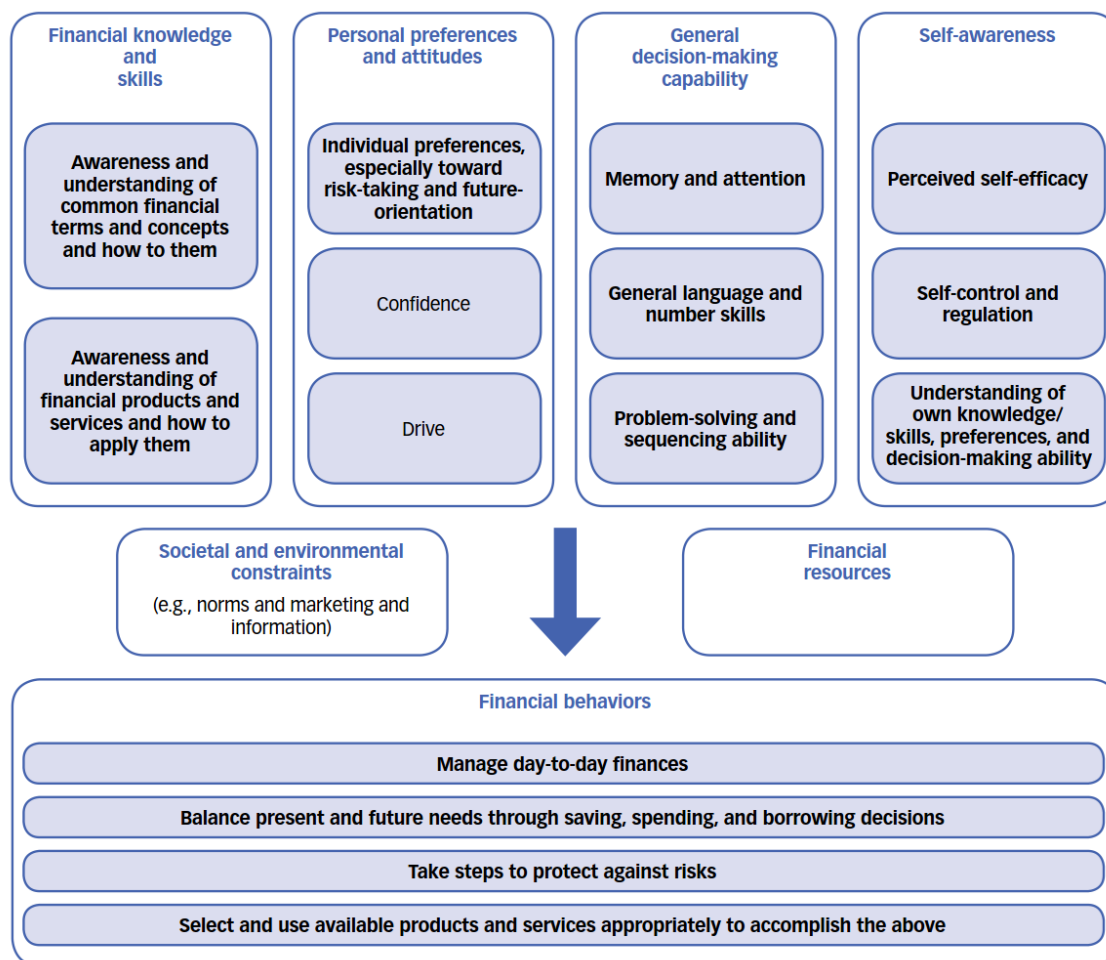 Financial knowledge
and
skills
Awareness and
understanding of
common financial
terms and concepts
and how to them
Awareness and
understanding of
financial products and
services and how to
apply them
Personal preferences
and attitudes
Individual preferences,
especially toward
risk-taking and future-
orientation
Confidence
Drive
General
decision-making
capability
Memory and attention
General language and
number skills
Problem-solving and
sequencing ability
Self-awareness
Perceived self-efficacy
Self-control and
regulation
Understanding of
own knowledge/
skills, preferences, and
decision-making ability
Societal and environmental
constraints
(e.g., norms and marketing and
information)
Financial
resources
Financial behaviors
Manage day-to-day finances
Balance present and future needs through saving, spending, and borrowing decisions
Take steps to protect against risks
Select and use available products and services appropriately to accomplish the above